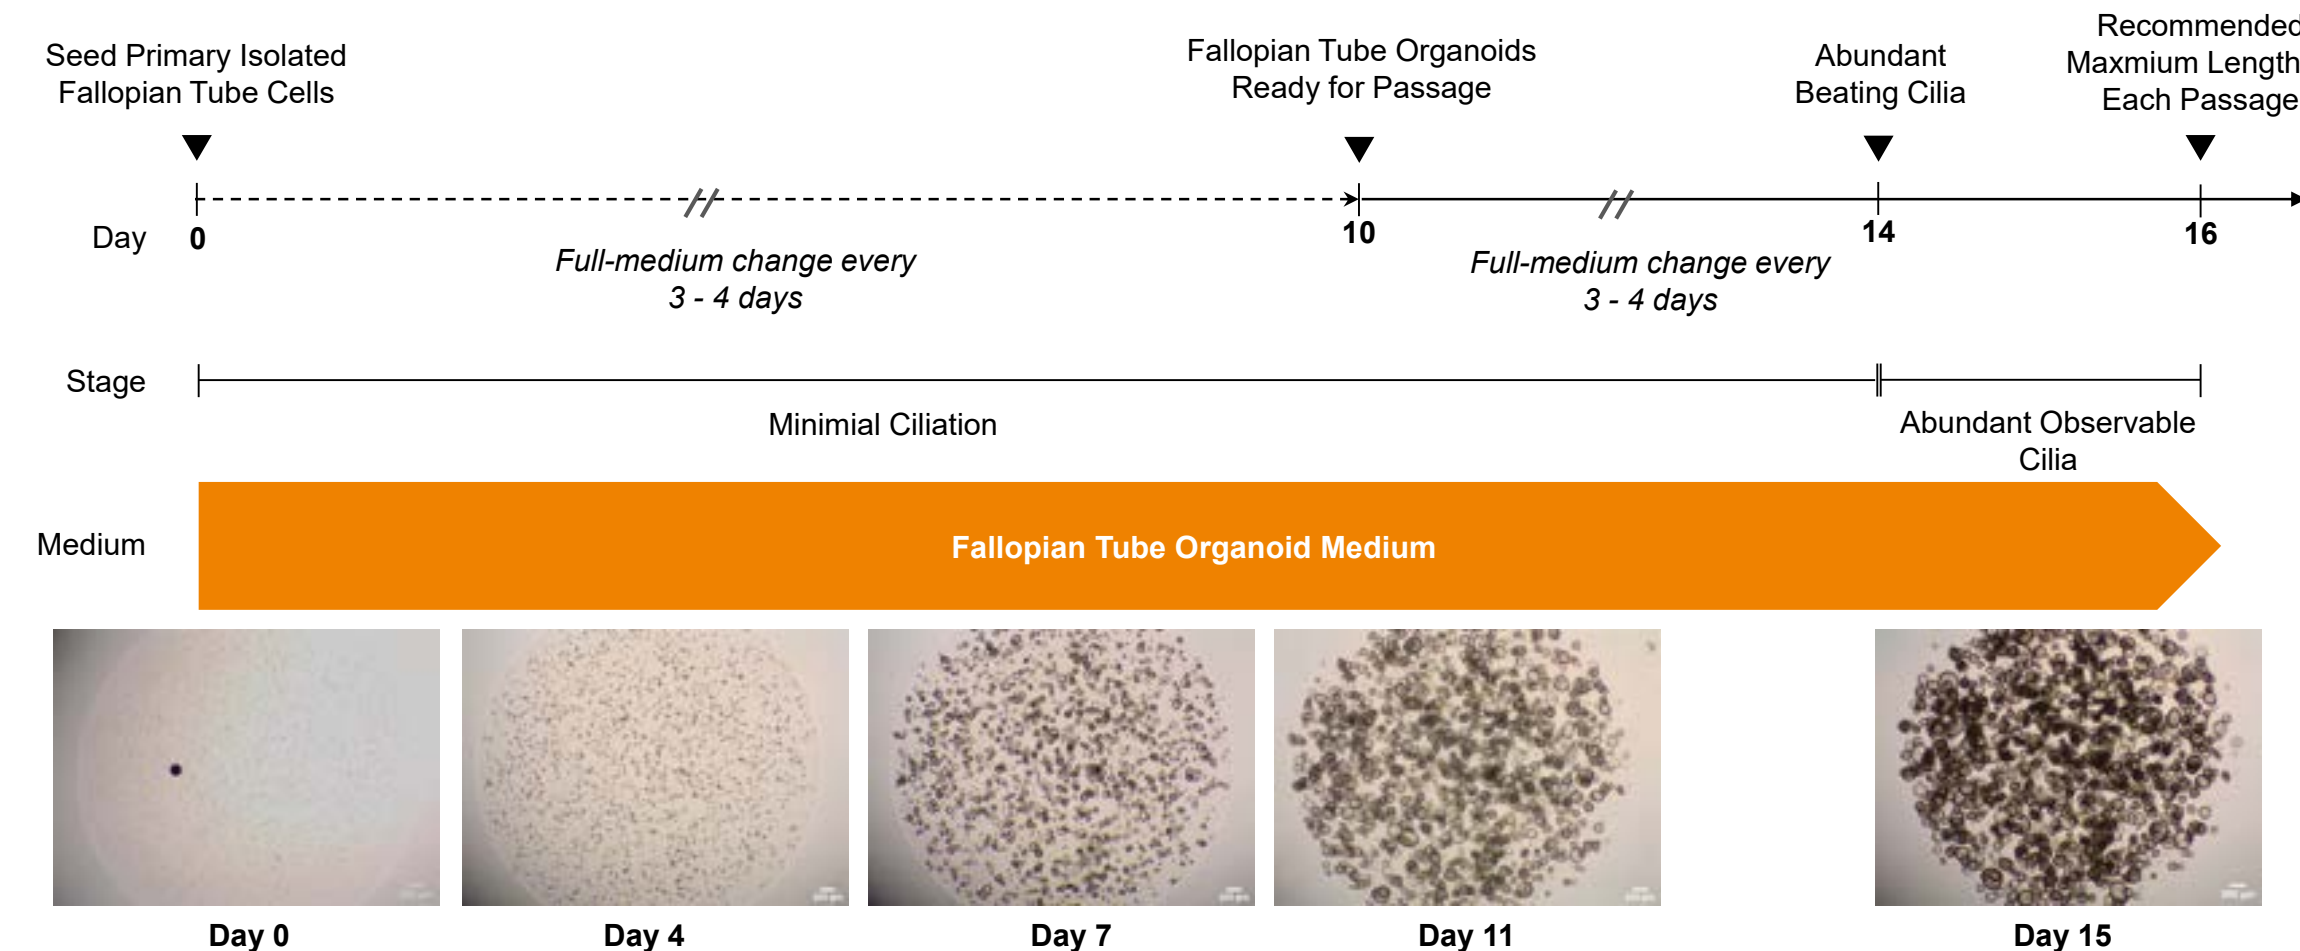 Seed Primary Isolated
Fallopian Tube Cells
Fallopian Tube Organoids
Ready for Passage
Abundant
Beating Cilia
Recommended
Maxmium Length
Each Passage
Day
0
10
14
16
Full-medium change every
3 - 4 days
Full-medium change every
3 - 4 days
Stage
Minimial Ciliation
Abundant Observable
Cilia
Medium
Fallopian Tube Organoid Medium
Day 0
Day 4
Day 7
Day 11
Day 15